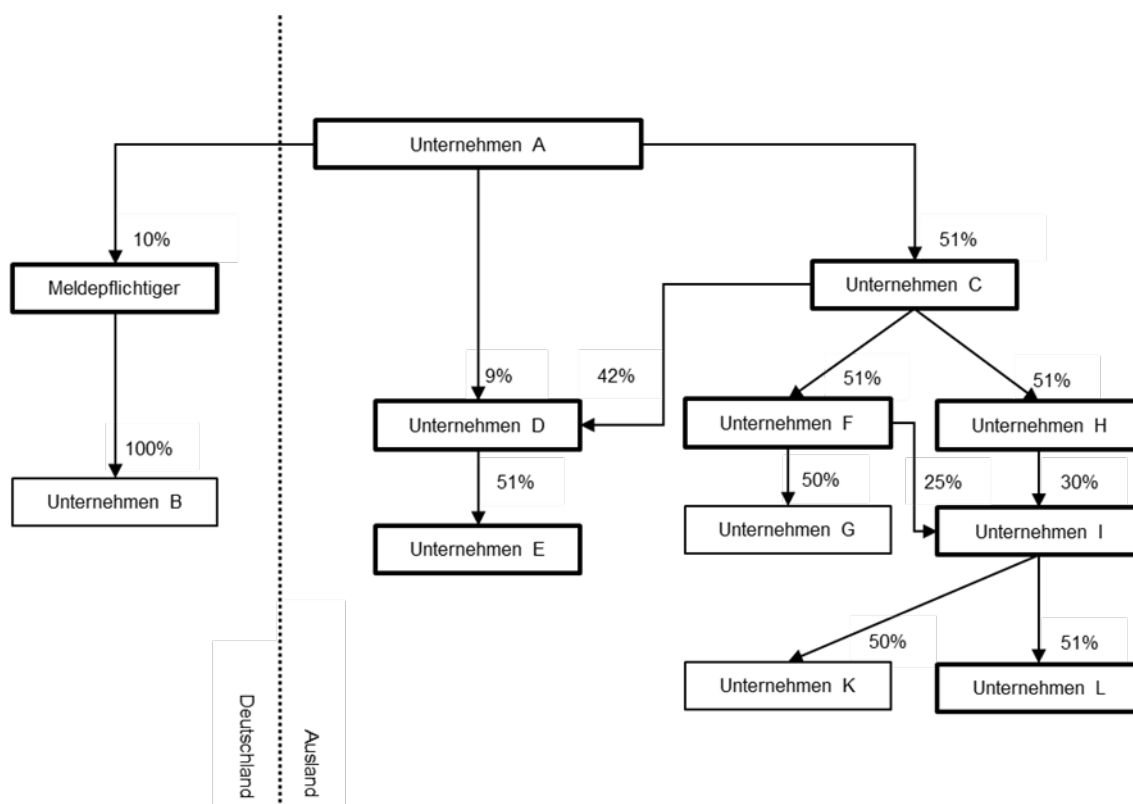 Unternehmen A
10%
51%
Meldepflichtiger
Unternehmen C
9%
42%
51%
51%
Unternehmen D
Unternehmen F
Unternehmen H
100%
51%
50%
25%
30%
Unternehmen B
Unternehmen E
Unternehmen G
Unternehmen I
50%
51%
Unternehmen K
Unternehmen L
Deutschland
Ausland